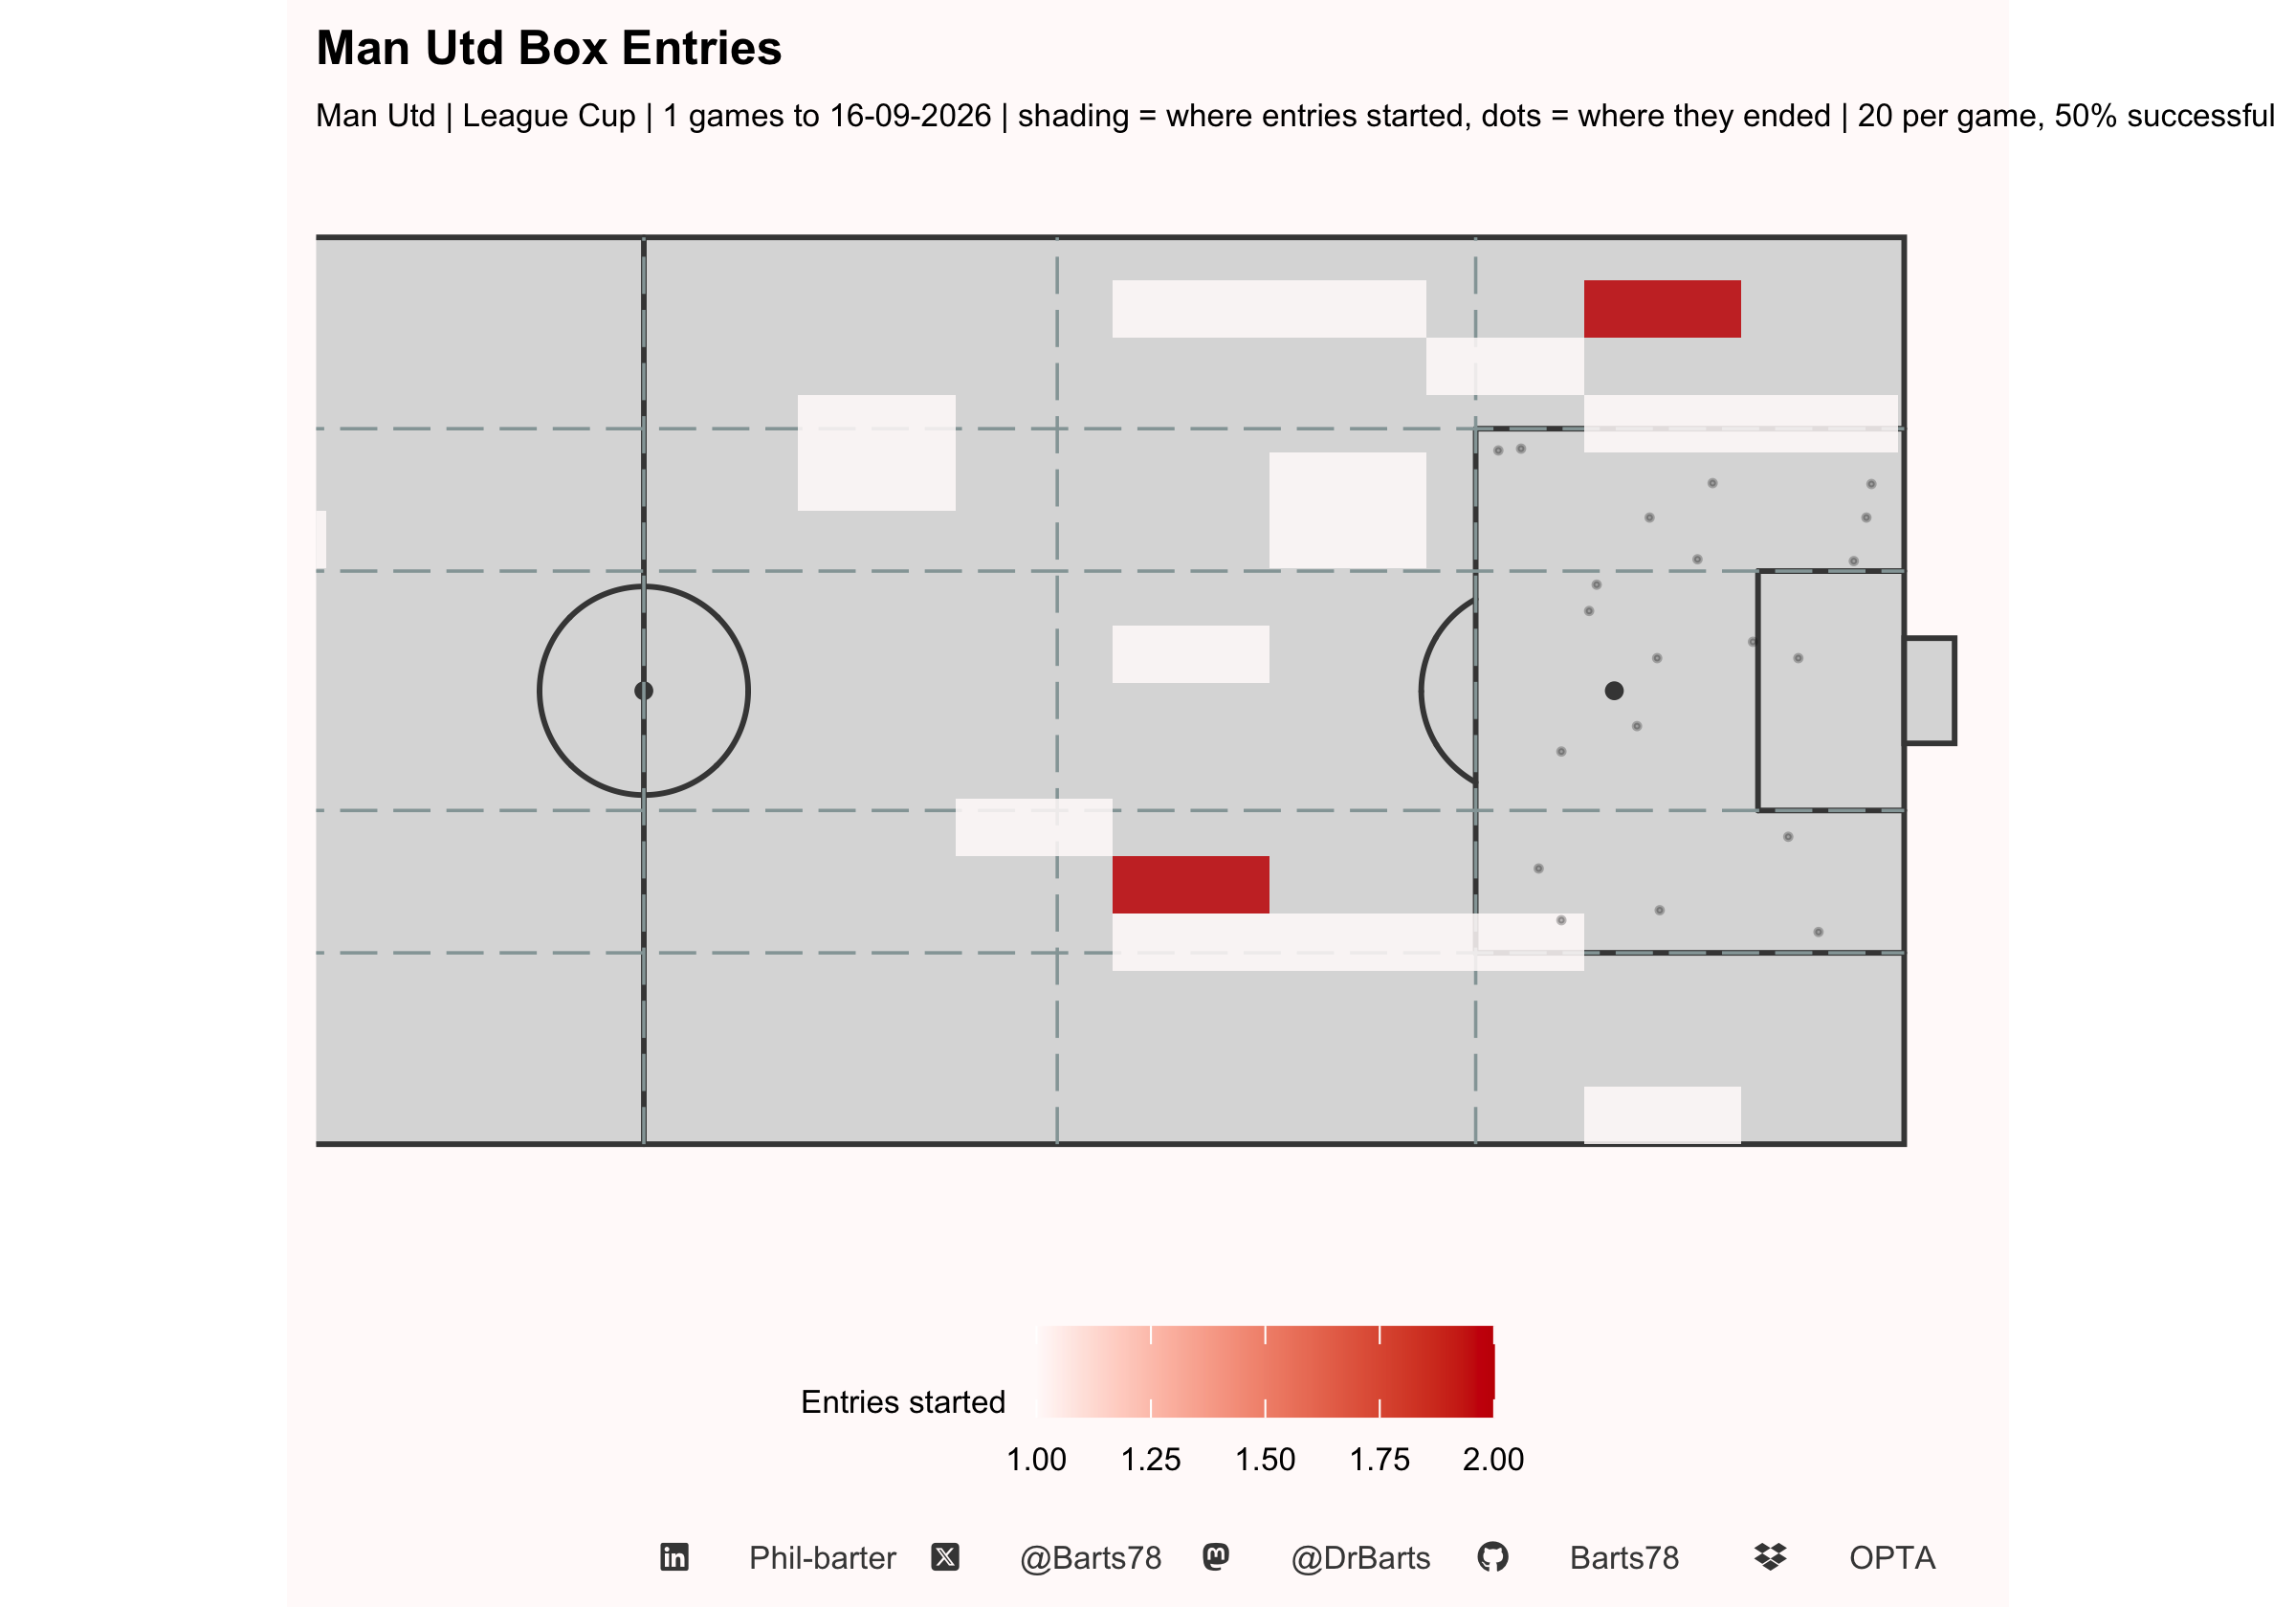 Man Utd Box Entries
Man Utd | League Cup | 1 games to 16-09-2026 | shading = where entries started, dots = where they ended | 20 per game, 50% successful
Entries started
1.00 1.25 1.50 1.75 2.00
Phil-barter @Barts78 @DrBarts Barts78 OPTA